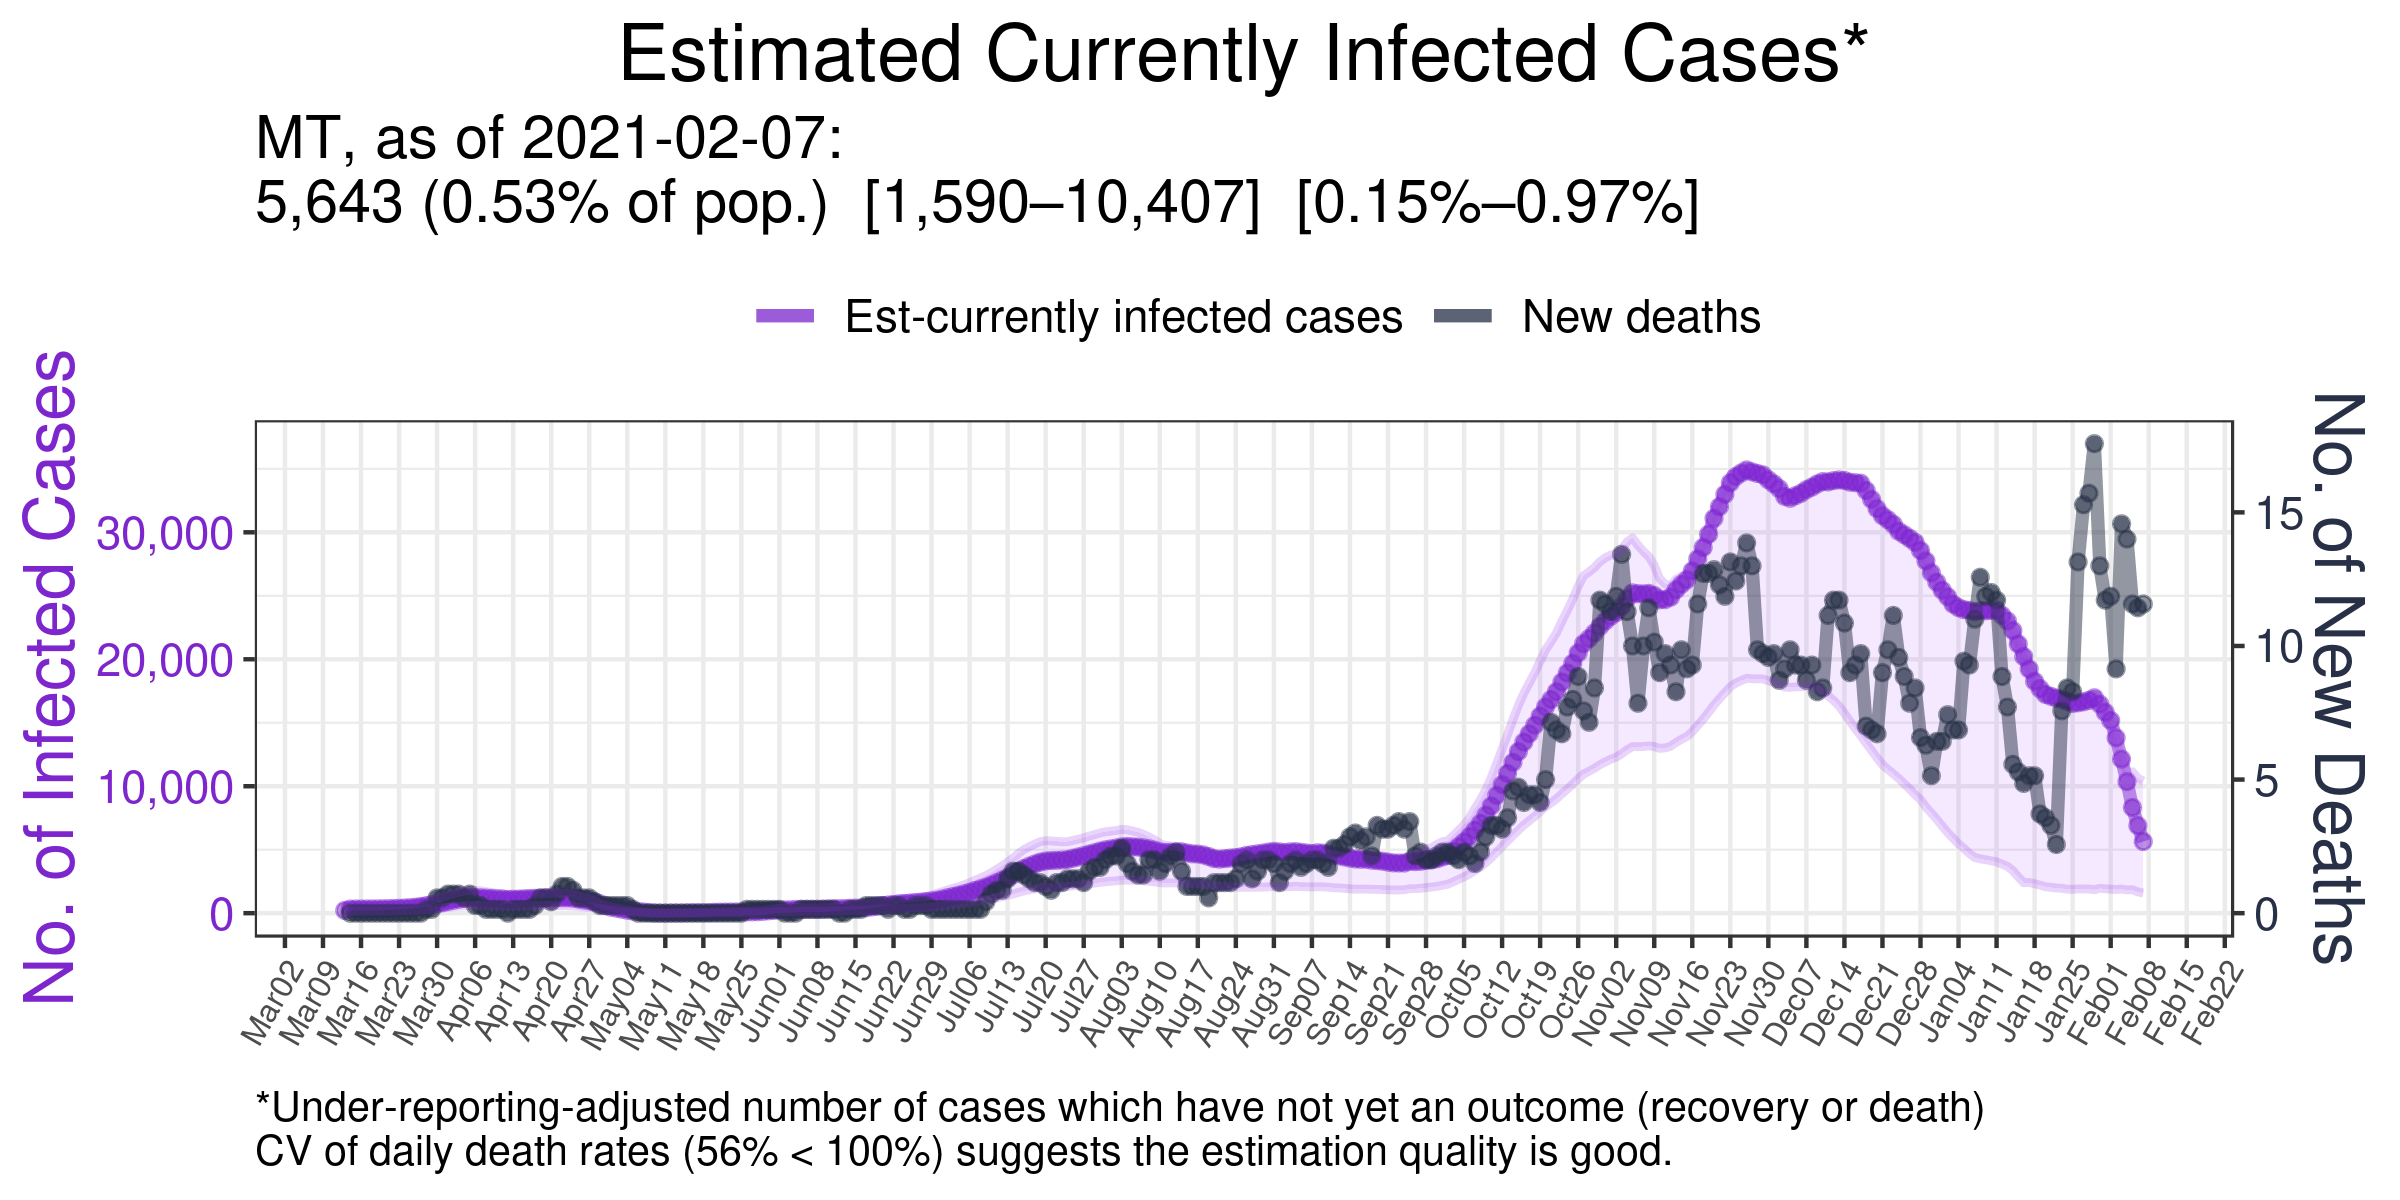 Estimated Currently Infected Cases*
MT, as of 2021-02-07:
5,643 (0.53% of pop.)  [1,590–10,407]  [0.15%–0.97%]
Est-currently infected cases
New deaths
No. of Infected Cases
30,000
20,000
10,000
0
No. of New Deaths
15
10
5
0
Mar02
Mar09
Mar16
Mar23
Mar30
Apr06
Apr13
Apr20
Apr27
May04
May11
May18
May25
Jun01
Jun08
Jun15
Jun22
Jun29
Jul06
Jul13
Jul20
Jul27
Aug03
Aug10
Aug17
Aug24
Aug31
Sep07
Sep14
Sep21
Sep28
Oct05
Oct12
Oct19
Oct26
Nov02
Nov09
Nov16
Nov23
Nov30
Dec07
Dec14
Dec21
Dec28
Jan04
Jan11
Jan18
Jan25
Feb01
Feb08
Feb15
Feb22
*Under-reporting-adjusted number of cases which have not yet an outcome (recovery or death)
CV of daily death rates (56% < 100%) suggests the estimation quality is good.